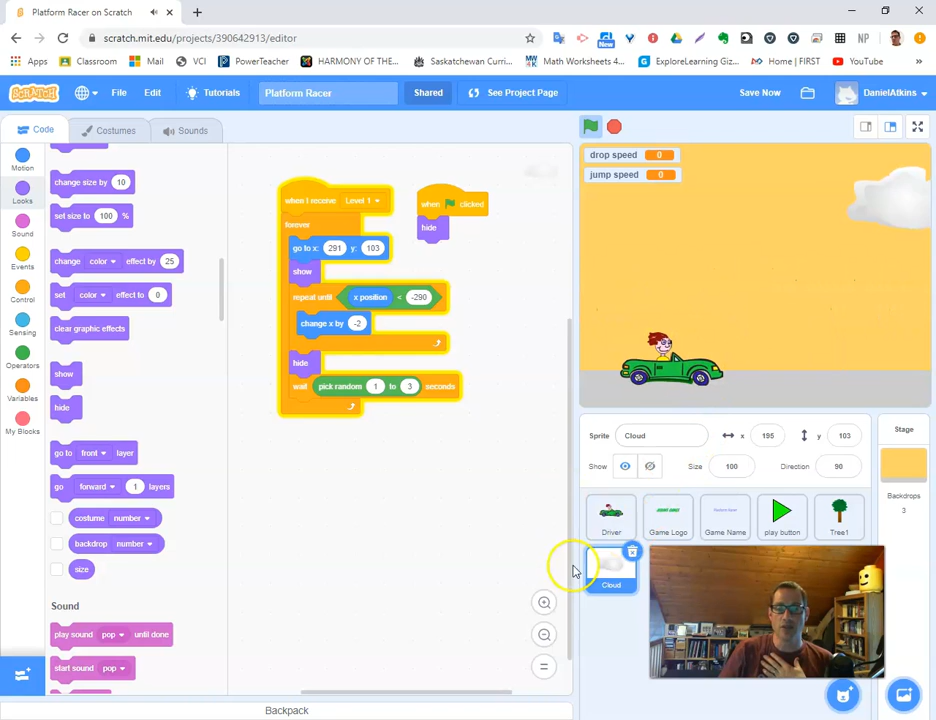 Platform Racer on Scratch
scratch.mit.edu/projects/390642913/editor
New
NP
Apps
Classroom
Mail
VCI
PowerTeacher
HARMONY OF THE...
Saskatchewan Curri...
Math Worksheets 4...
ExploreLearning Giz...
Home | FIRST
YouTube
SCRATCH
File
Edit
Tutorials
Platform Racer
Shared
See Project Page
Save Now
DanielAtkins
Code
Costumes
Sounds
Motion
Looks
Sound
Events
Control
Sensing
Operators
Variables
My Blocks
change size by 10
set size to 100 %
change color effect by 25
set color effect to 0
clear graphic effects
show
hide
go to front layer
go forward 1 layers
costume number
backdrop number
size
Sound
play sound pop until done
start sound pop
when I receive Level 1
forever
go to x: 291 y: 103
show
repeat until x position < -290
change x by -2
hide
wait pick random 1 to 3 seconds
when clicked
hide
Backpack
drop speed 0
jump speed 0
Sprite Cloud x 195 y 103
Show Size 100 Direction 90
Driver
Game Logo
Game Name
play button
Tree1
Cloud
Stage
Backdrops
3